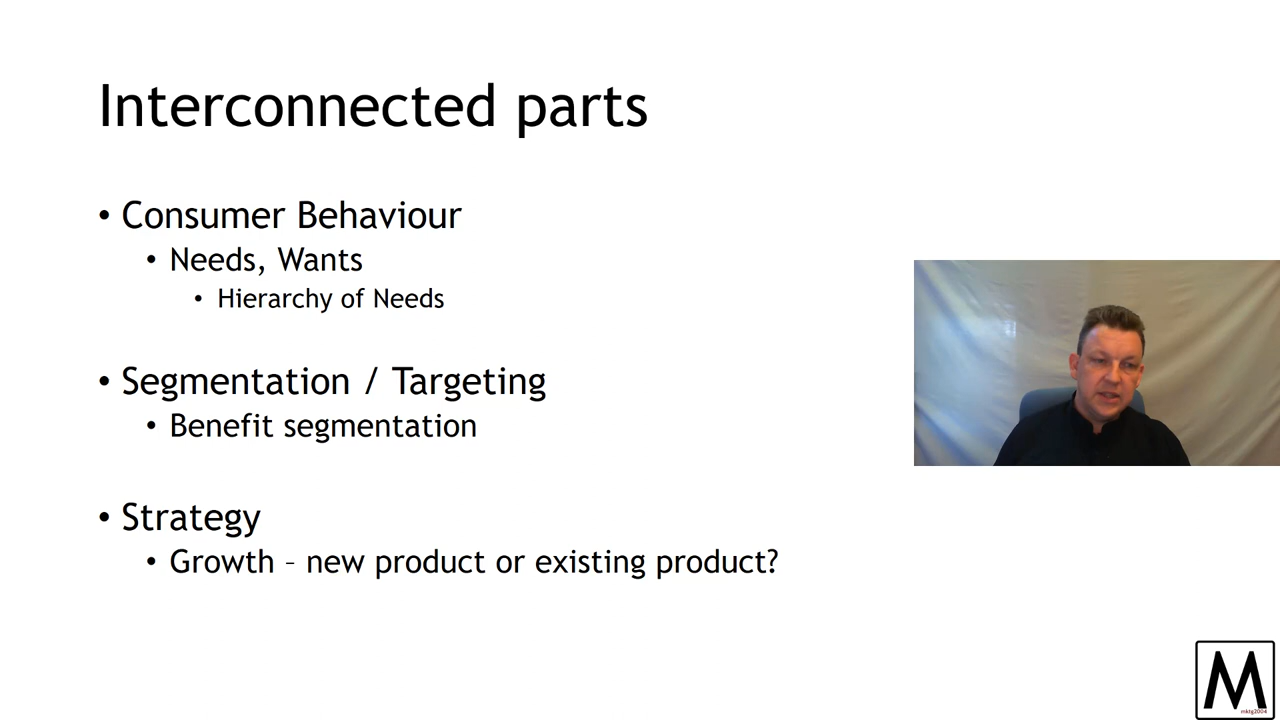 Interconnected parts
• Consumer Behaviour
• Needs, Wants
• Hierarchy of Needs
• Segmentation / Targeting
• Benefit segmentation
• Strategy
• Growth – new product or existing product?
M
mktg2004